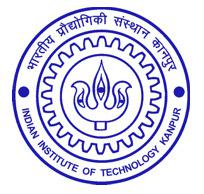 भारतीय प्रौद्योगिकी संस्थान कानपुर
INDIAN INSTITUTE OF TECHNOLOGY KANPUR